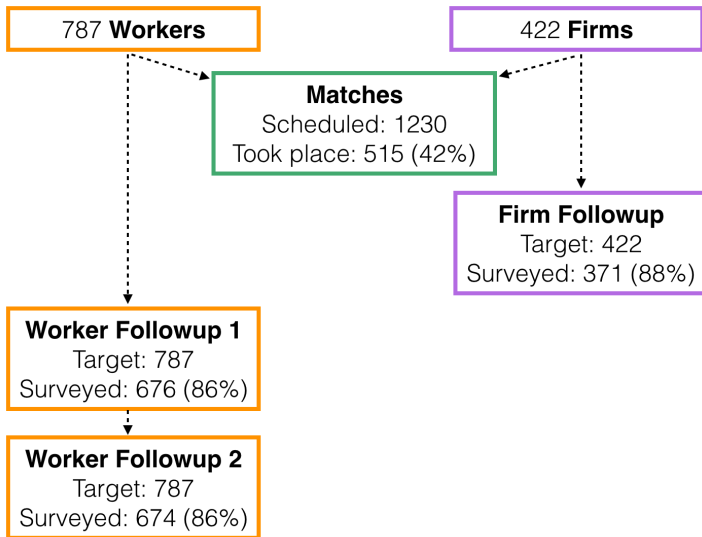 787 Workers
422 Firms
Matches
Scheduled: 1230
Took place: 515 (42%)
Firm Followup
Target: 422
Surveyed: 371 (88%)
Worker Followup 1
Target: 787
Surveyed: 676 (86%)
Worker Followup 2
Target: 787
Surveyed: 674 (86%)